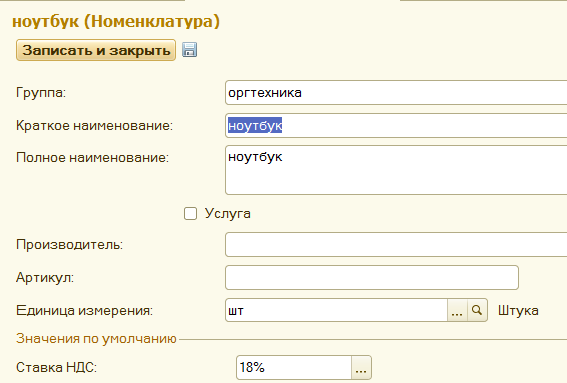 ноутбук (Номенклатура)
Записать и закрыть
Группа: оргтехника
Краткое наименование: ноутбук
Полное наименование: ноутбук
Услуга
Производитель:
Артикул:
Единица измерения: шт ... Штука
Значения по умолчанию
Ставка НДС: 18% ...